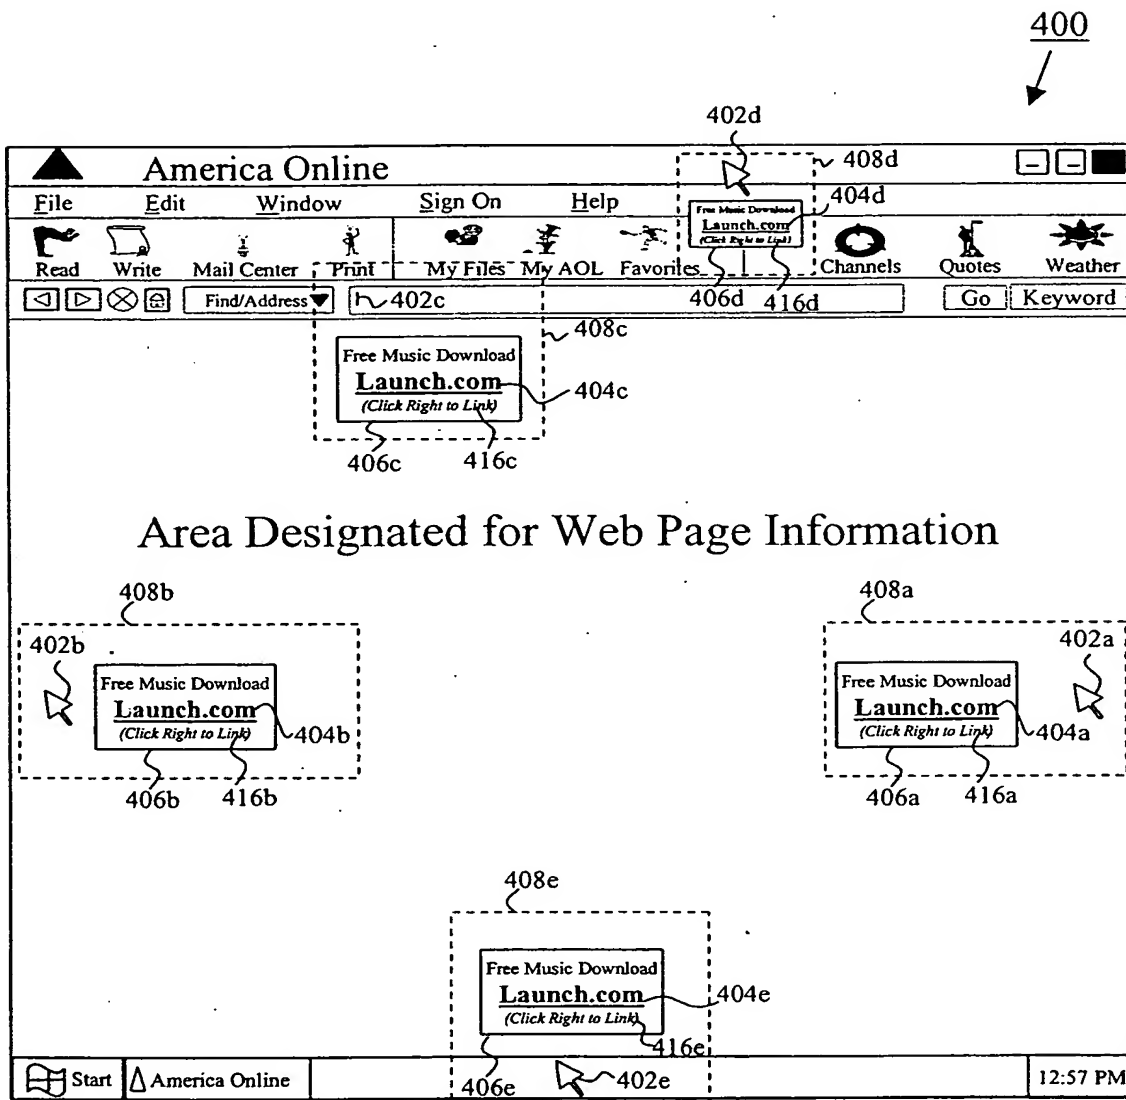 400
402d
America Online
408d
File Edit Window Sign On Help
Free Music Download
404d
Launch.com
(Click Right to Link)
Read Write Mail Center Print My Files My AOL Favorites Channels Quotes Weather
Find/Address
402c
406d
416d
Go
Keyword
408c
Free Music Download
Launch.com
404c
(Click Right to Link)
406c
416c
Area Designated for Web Page Information
408b
408a
402b
402a
Free Music Download
Launch.com
(Click Right to Link)
404b
406b
416b
Free Music Download
Launch.com
(Click Right to Link)
404a
406a
416a
408e
Free Music Download
Launch.com
404e
(Click Right to Link)
416e
Start
America Online
406e
402e
12:57 PM